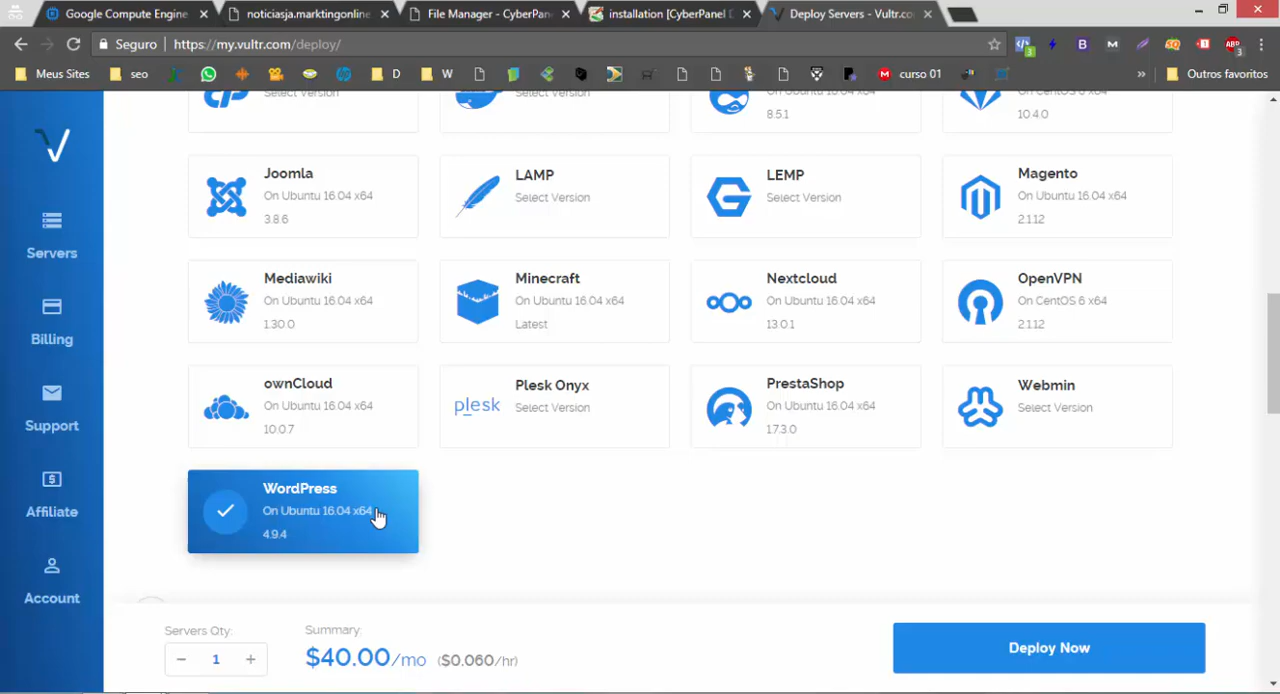 Google Compute Engine
noticiasja.marktingonline
File Manager - CyberPan
installation [CyberPanel D
Deploy Servers - Vultr.co
Seguro
https://my.vultr.com/deploy/
Meus Sites
seo
D
W
curso 01
Outros favoritos
Select Version
Select Version
8.5.1
10.4.0
Joomla
On Ubuntu 16.04 x64
3.8.6
LAMP
Select Version
LEMP
Select Version
Magento
On Ubuntu 16.04 x64
2.1.12
Mediawiki
On Ubuntu 16.04 x64
1.30.0
Minecraft
On Ubuntu 16.04 x64
Latest
Nextcloud
On Ubuntu 16.04 x64
13.0.1
OpenVPN
On CentOS 6 x64
2.1.12
ownCloud
On Ubuntu 16.04 x64
10.0.7
plesk
Plesk Onyx
Select Version
PrestaShop
On Ubuntu 16.04 x64
1.7.3.0
Webmin
Select Version
WordPress
On Ubuntu 16.04 x64
4.9.4
Servers
Billing
Support
Affiliate
Account
Servers Qty:
1
Summary:
$40.00/mo ($0.060/hr)
Deploy Now